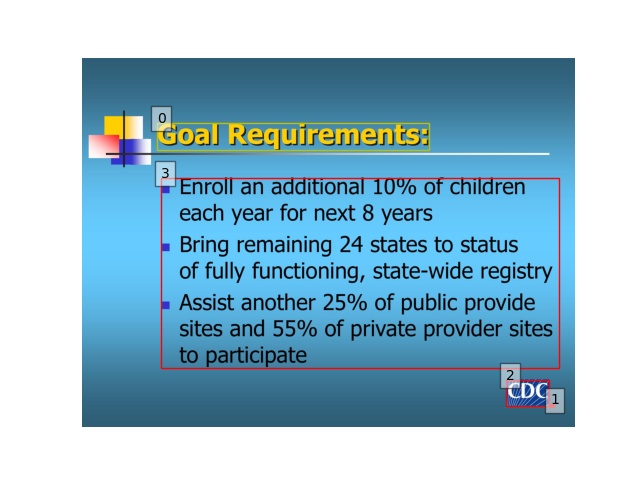 0
Goal Requirements:
3
Enroll an additional 10% of children
each year for next 8 years
Bring remaining 24 states to status
of fully functioning, state-wide registry
Assist another 25% of public provide
sites and 55% of private provider sites
to participate
2
CDC
1